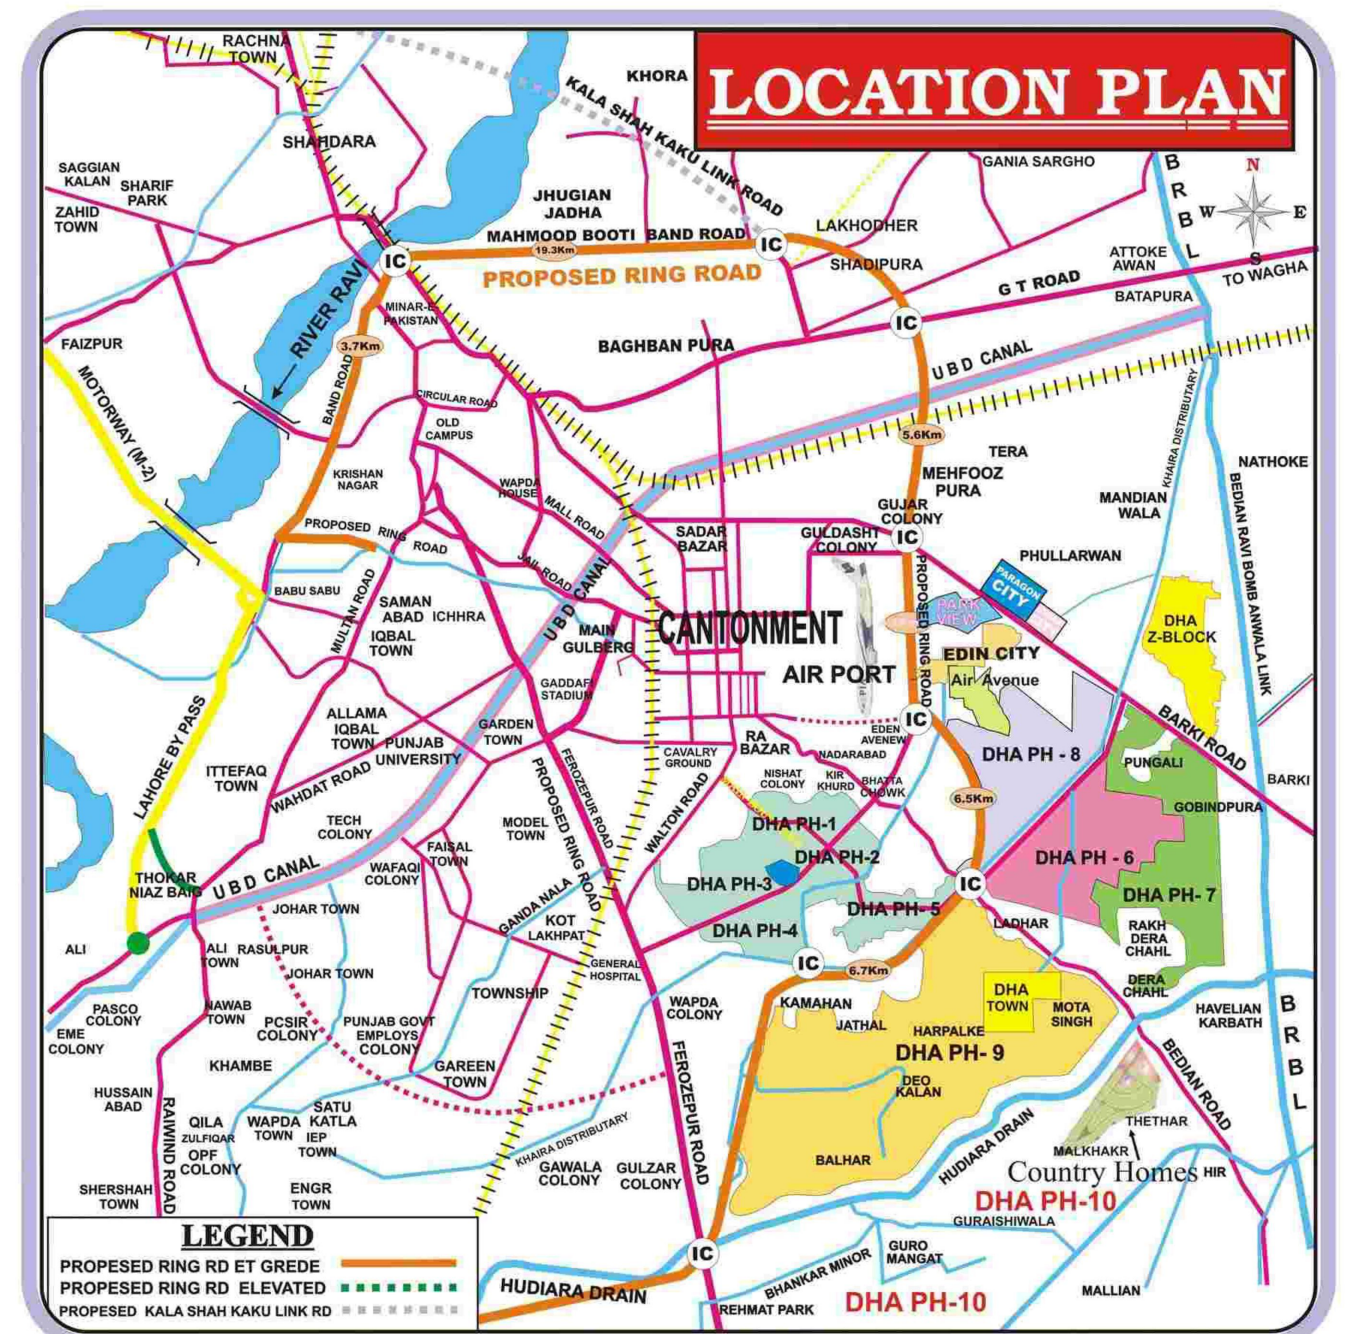 LOCATION PLAN
RACHNA
TOWN
KHORA
KALA SHAH KAKU LINK ROAD
SHAHDARA
GANIA SARGHO
B
R
B
L
N
W
E
S
SAGGIAN
KALAN
SHARIF
PARK
ZAHID
TOWN
JHUGIAN
JADHA
MAHMOOD BOOTI BAND ROAD
19.3Km
PROPOSED RING ROAD
IC
IC
LAKHODHER
SHADIPURA
ATTOKE
AWAN
TO WAGHA
G T ROAD
BATAPURA
RIVER RAVI
MINAR-E-
PAKISTAN
3.7Km
FAIZPUR
BAGHBAN PURA
IC
UBD CANAL
MOTORWAY (M-2)
BAND ROAD
CIRCULAR ROAD
OLD
CAMPUS
5.6Km
KHAIRA DISTRIBUTARY
TERA
NATHOKE
KRISHAN
NAGAR
WAPDA
HOUSE
MALL ROAD
MEHFOOZ
PURA
MANDIAN
WALA
BEDIEN RAVI BOMB ANWALA LINK
GUJAR
COLONY
PROPOSED RING ROAD
SADAR
BAZAR
GULDASHT
COLONY
IC
PHULLARWAN
JAIL ROAD
UBD CANAL
PARAGON
CITY
BABU SABU
MULTAN ROAD
SAMAN
ABAD
ICHHRA
IQBAL
TOWN
MAIN
GULBERG
CANTONMENT
PROPOSED RING ROAD
PARK
VIEW
DHA
Z-BLOCK
EDIN CITY
AIR PORT
Air Avenue
GADDAFI
STADIUM
LAHORE BY PASS
ALLAMA
IQBAL
TOWN
PUNJAB
UNIVERSITY
GARDEN
TOWN
IC
EDEN
AVENEW
RA
BAZAR
CAVALRY
GROUND
NADARABAD
DHA PH - 8
BARKI ROAD
PUNGALI
BARKI
ITTEFAQ
TOWN
WAHDAT ROAD
FEROZEPUR ROAD
PROPOSED RING ROAD
WALTON ROAD
NISHAT
COLONY
KIR
KHURD
BHATTA
CHOWK
6.5Km
GOBINDPURA
TECH
COLONY
MODEL
TOWN
DHA PH-1
FAISAL
TOWN
WAFAQI
COLONY
DHA PH-2
DHA PH - 6
THOKAR
NIAZ BAIG
UBD CANAL
DHA PH-3
IC
DHA PH- 7
GANDA NALA
JOHAR TOWN
KOT
LAKHPAT
DHA PH- 5
DHA PH-4
LADHAR
RAKH
DERA
CHAHL
ALI
ALI
TOWN
RASULPUR
JOHAR TOWN
GENERAL
HOSPITAL
IC
6.7Km
DERA
CHAHL
DHA
TOWN
PASCO
COLONY
NAWAB
TOWN
PCSIR
COLONY
PUNJAB GOVT
EMPLOYS
COLONY
TOWNSHIP
WAPDA
COLONY
KAMAHAN
JATHAL
HARPALKE
MOTA
SINGH
HAVELIAN
KARBATH
B
R
B
L
EME
COLONY
DHA PH- 9
KHAMBE
GAREEN
TOWN
DEO
KALAN
BEDIAN ROAD
HUSSAIN
ABAD
FEROZEPUR ROAD
RAIWIND ROAD
QILA
ZULFIQAR
OPF
COLONY
WAPDA
TOWN
SATU
KATLA
IEP
TOWN
KHAIRA DISTRIBUTARY
HUDIARA DRAIN
THETHAR
MALKHAKR
BALHAR
GAWALA
COLONY
GULZAR
COLONY
Country Homes
HIR
SHERSHAH
TOWN
ENGR
TOWN
DHA PH-10
GURAISHIWALA
LEGEND
PROPESED RING RD ET GREDE
PROPESED RING RD ELEVATED
PROPESED KALA SHAH KAKU LINK RD
IC
GURO
MANGAT
BHANKAR MINOR
HUDIARA DRAIN
REHMAT PARK
DHA PH-10
MALLIAN